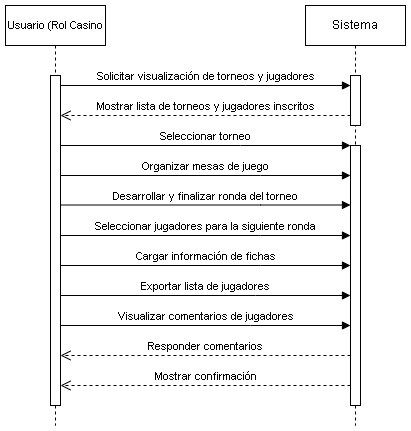 Usuario (Rol Casino
Sistema
Solicitar visualización de torneos y jugadores
Mostrar lista de torneos y jugadores inscritos
Seleccionar torneo
Organizar mesas de juego
Desarrollar y finalizar ronda del torneo
Seleccionar jugadores para la siguiente ronda
Cargar información de fichas
Exportar lista de jugadores
Visualizar comentarios de jugadores
Responder comentarios
Mostrar confirmación